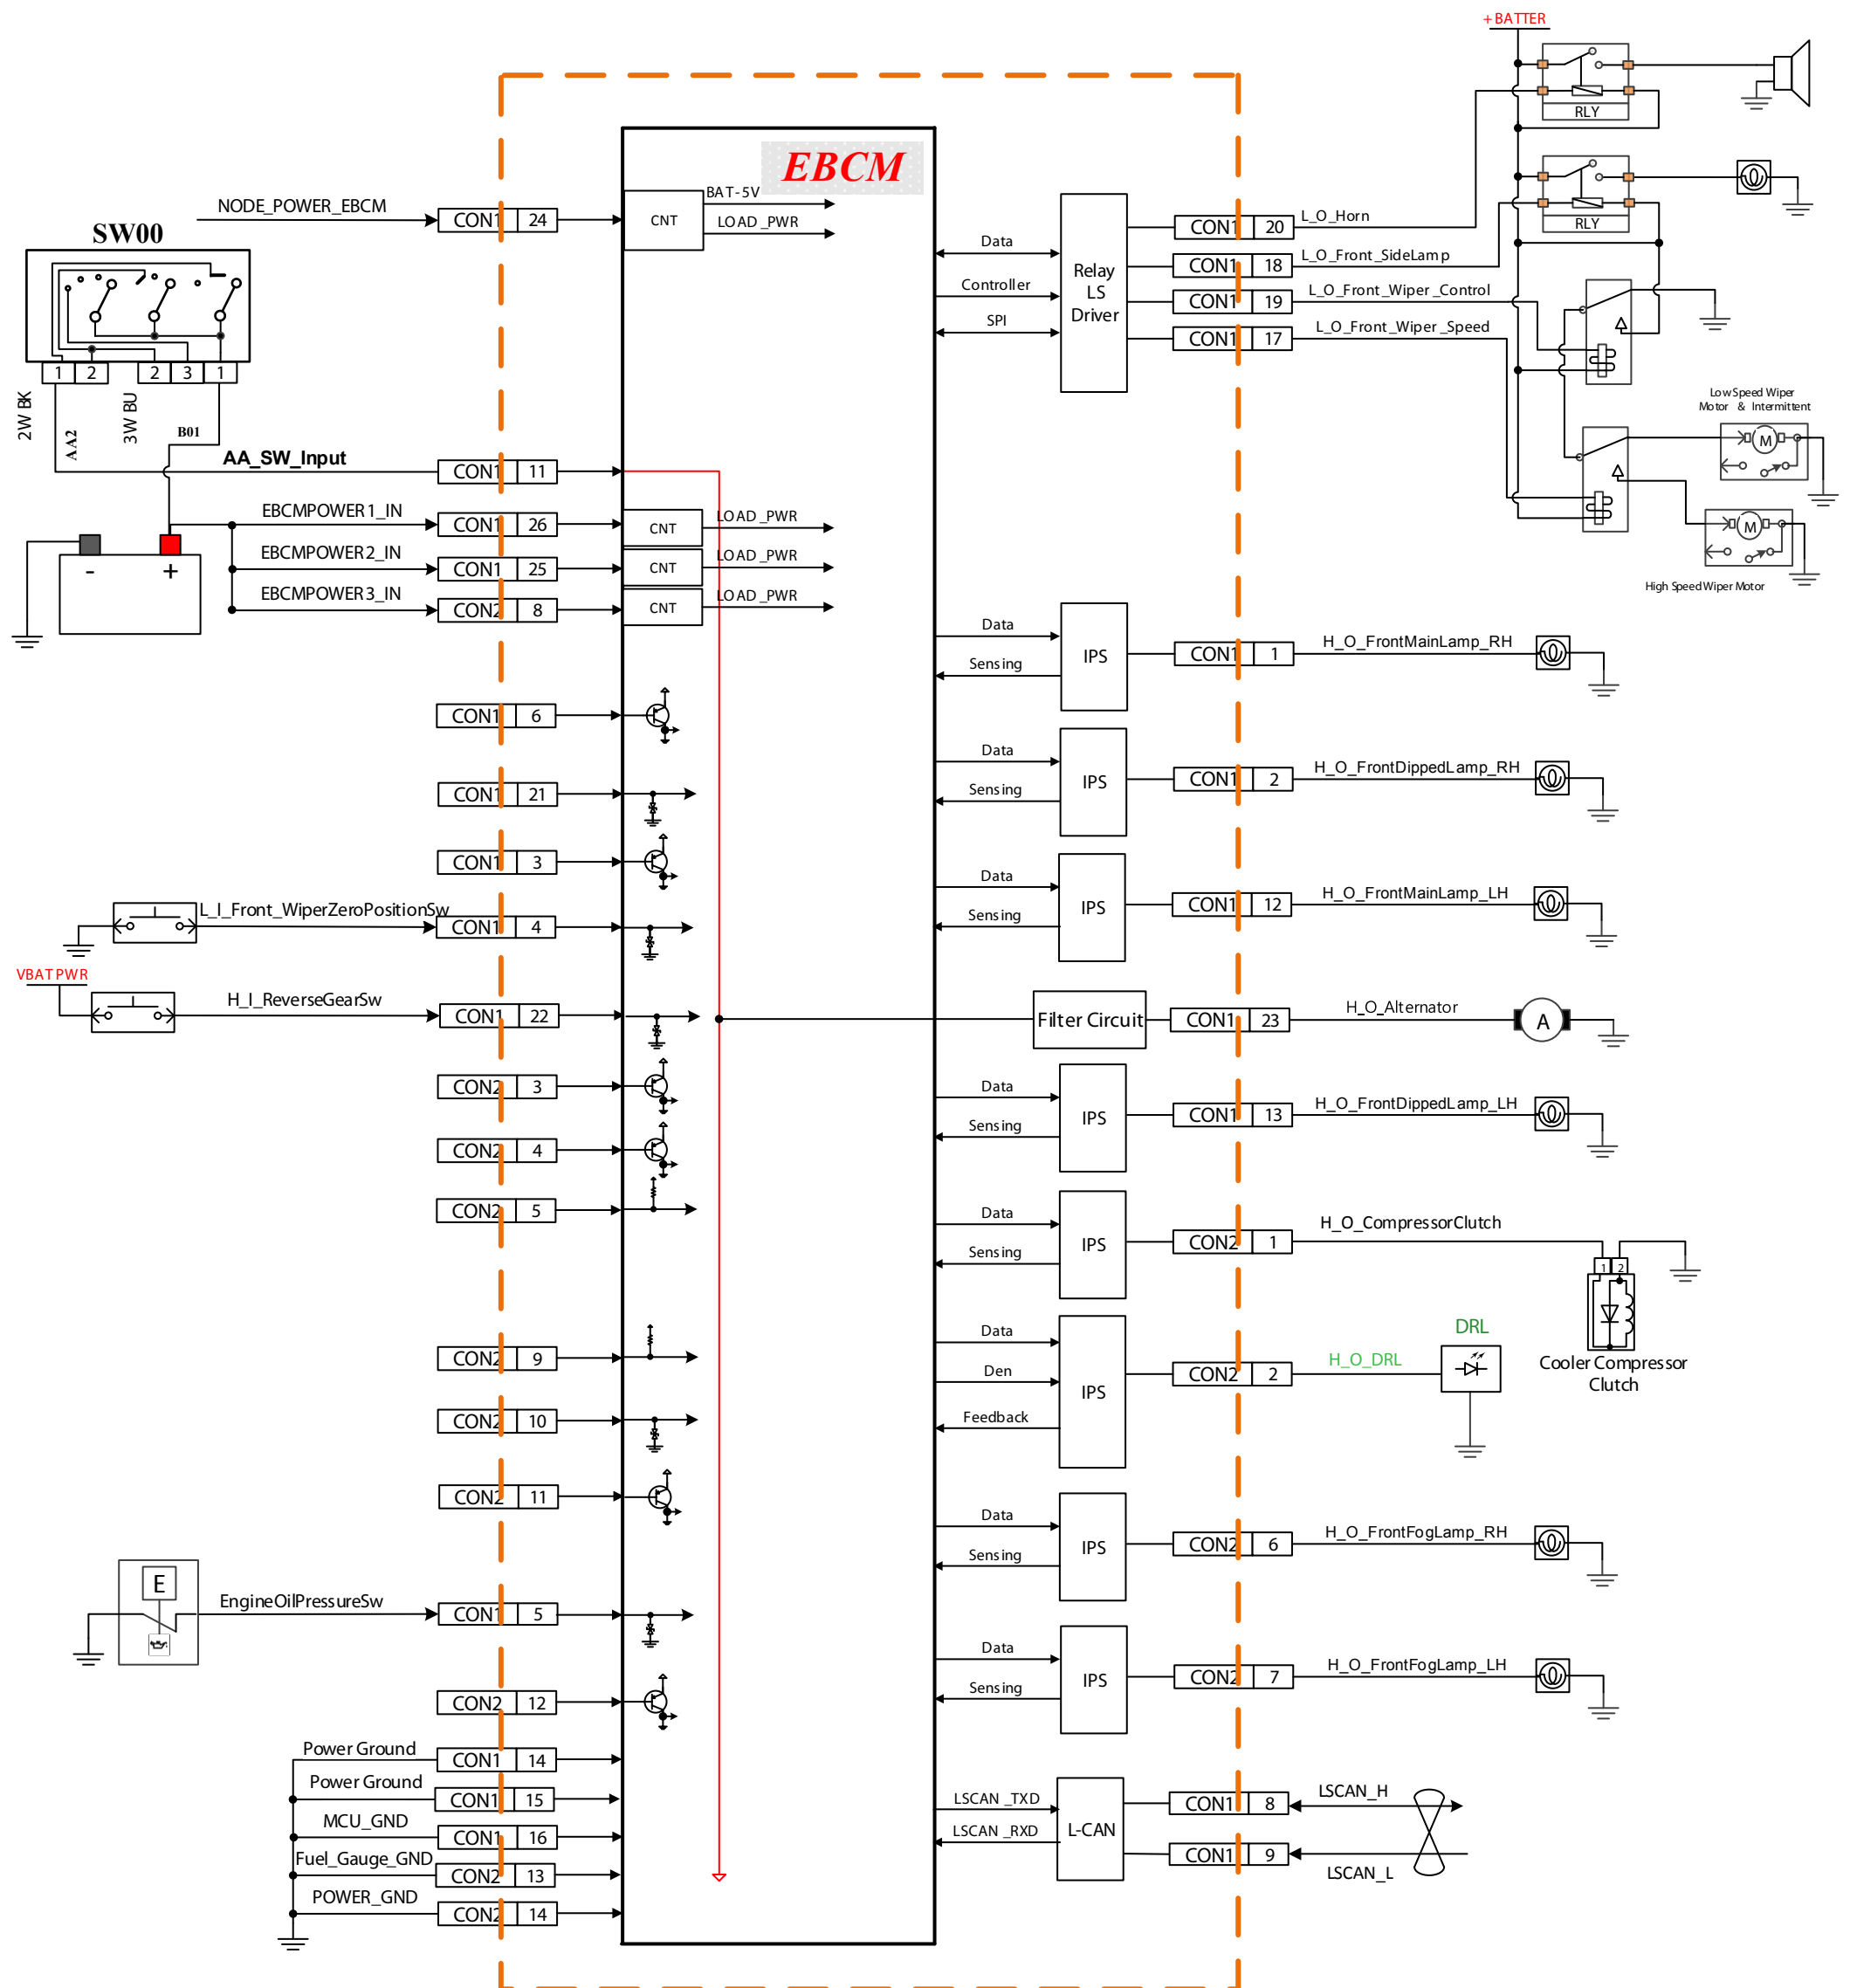 +BATTER
RLY
EBCM
NODE_POWER_EBCM
CON1 24
CNT
BAT-5V
LOAD_PWR
RLY
SW00
1 2 2 3 1
2W BK
AA2
3W BU
B01
Data
Controller
SPI
Relay
LS
Driver
CON1 20 L_O_Horn
CON1 18 L_O_Front_SideLamp
CON1 19 L_O_Front_Wiper_Control
CON1 17 L_O_Front_Wiper_Speed
Low Speed Wiper
Motor & Intermittent
M
M
High Speed Wiper Motor
AA_SW_Input
CON1 11
EBCMPOWER1_IN
CON1 26
CNT
LOAD_PWR
EBCMPOWER2_IN
CON1 25
CNT
LOAD_PWR
EBCMPOWER3_IN
CON2 8
CNT
LOAD_PWR
- +
Data
Sensing
IPS
CON1 1
H_O_FrontMainLamp_RH
CON1 6
Data
Sensing
IPS
CON1 2
H_O_FrontDippedLamp_RH
CON1 21
CON1 3
Data
Sensing
IPS
CON1 12
H_O_FrontMainLamp_LH
L_I_Front_WiperZeroPositionSw
CON1 4
VBATPWR
H_I_ReverseGearSw
CON1 22
Filter Circuit
CON1 23
H_O_Alternator
A
CON2 3
Data
Sensing
IPS
CON1 13
H_O_FrontDippedLamp_LH
CON2 4
CON2 5
Data
Sensing
IPS
CON2 1
H_O_CompressorClutch
1 2
Cooler Compressor
Clutch
CON2 9
Data
Den
Feedback
IPS
CON2 2
H_O_DRL
DRL
CON2 10
CON2 11
Data
Sensing
IPS
CON2 6
H_O_FrontFogLamp_RH
E
EngineOilPressureSw
CON1 5
Data
Sensing
IPS
CON2 7
H_O_FrontFogLamp_LH
CON2 12
Power Ground
CON1 14
Power Ground
CON1 15
MCU_GND
CON1 16
Fuel_Gauge_GND
CON2 13
POWER_GND
CON2 14
LSCAN_TXD
LSCAN_RXD
L-CAN
CON1 8
LSCAN_H
CON1 9
LSCAN_L